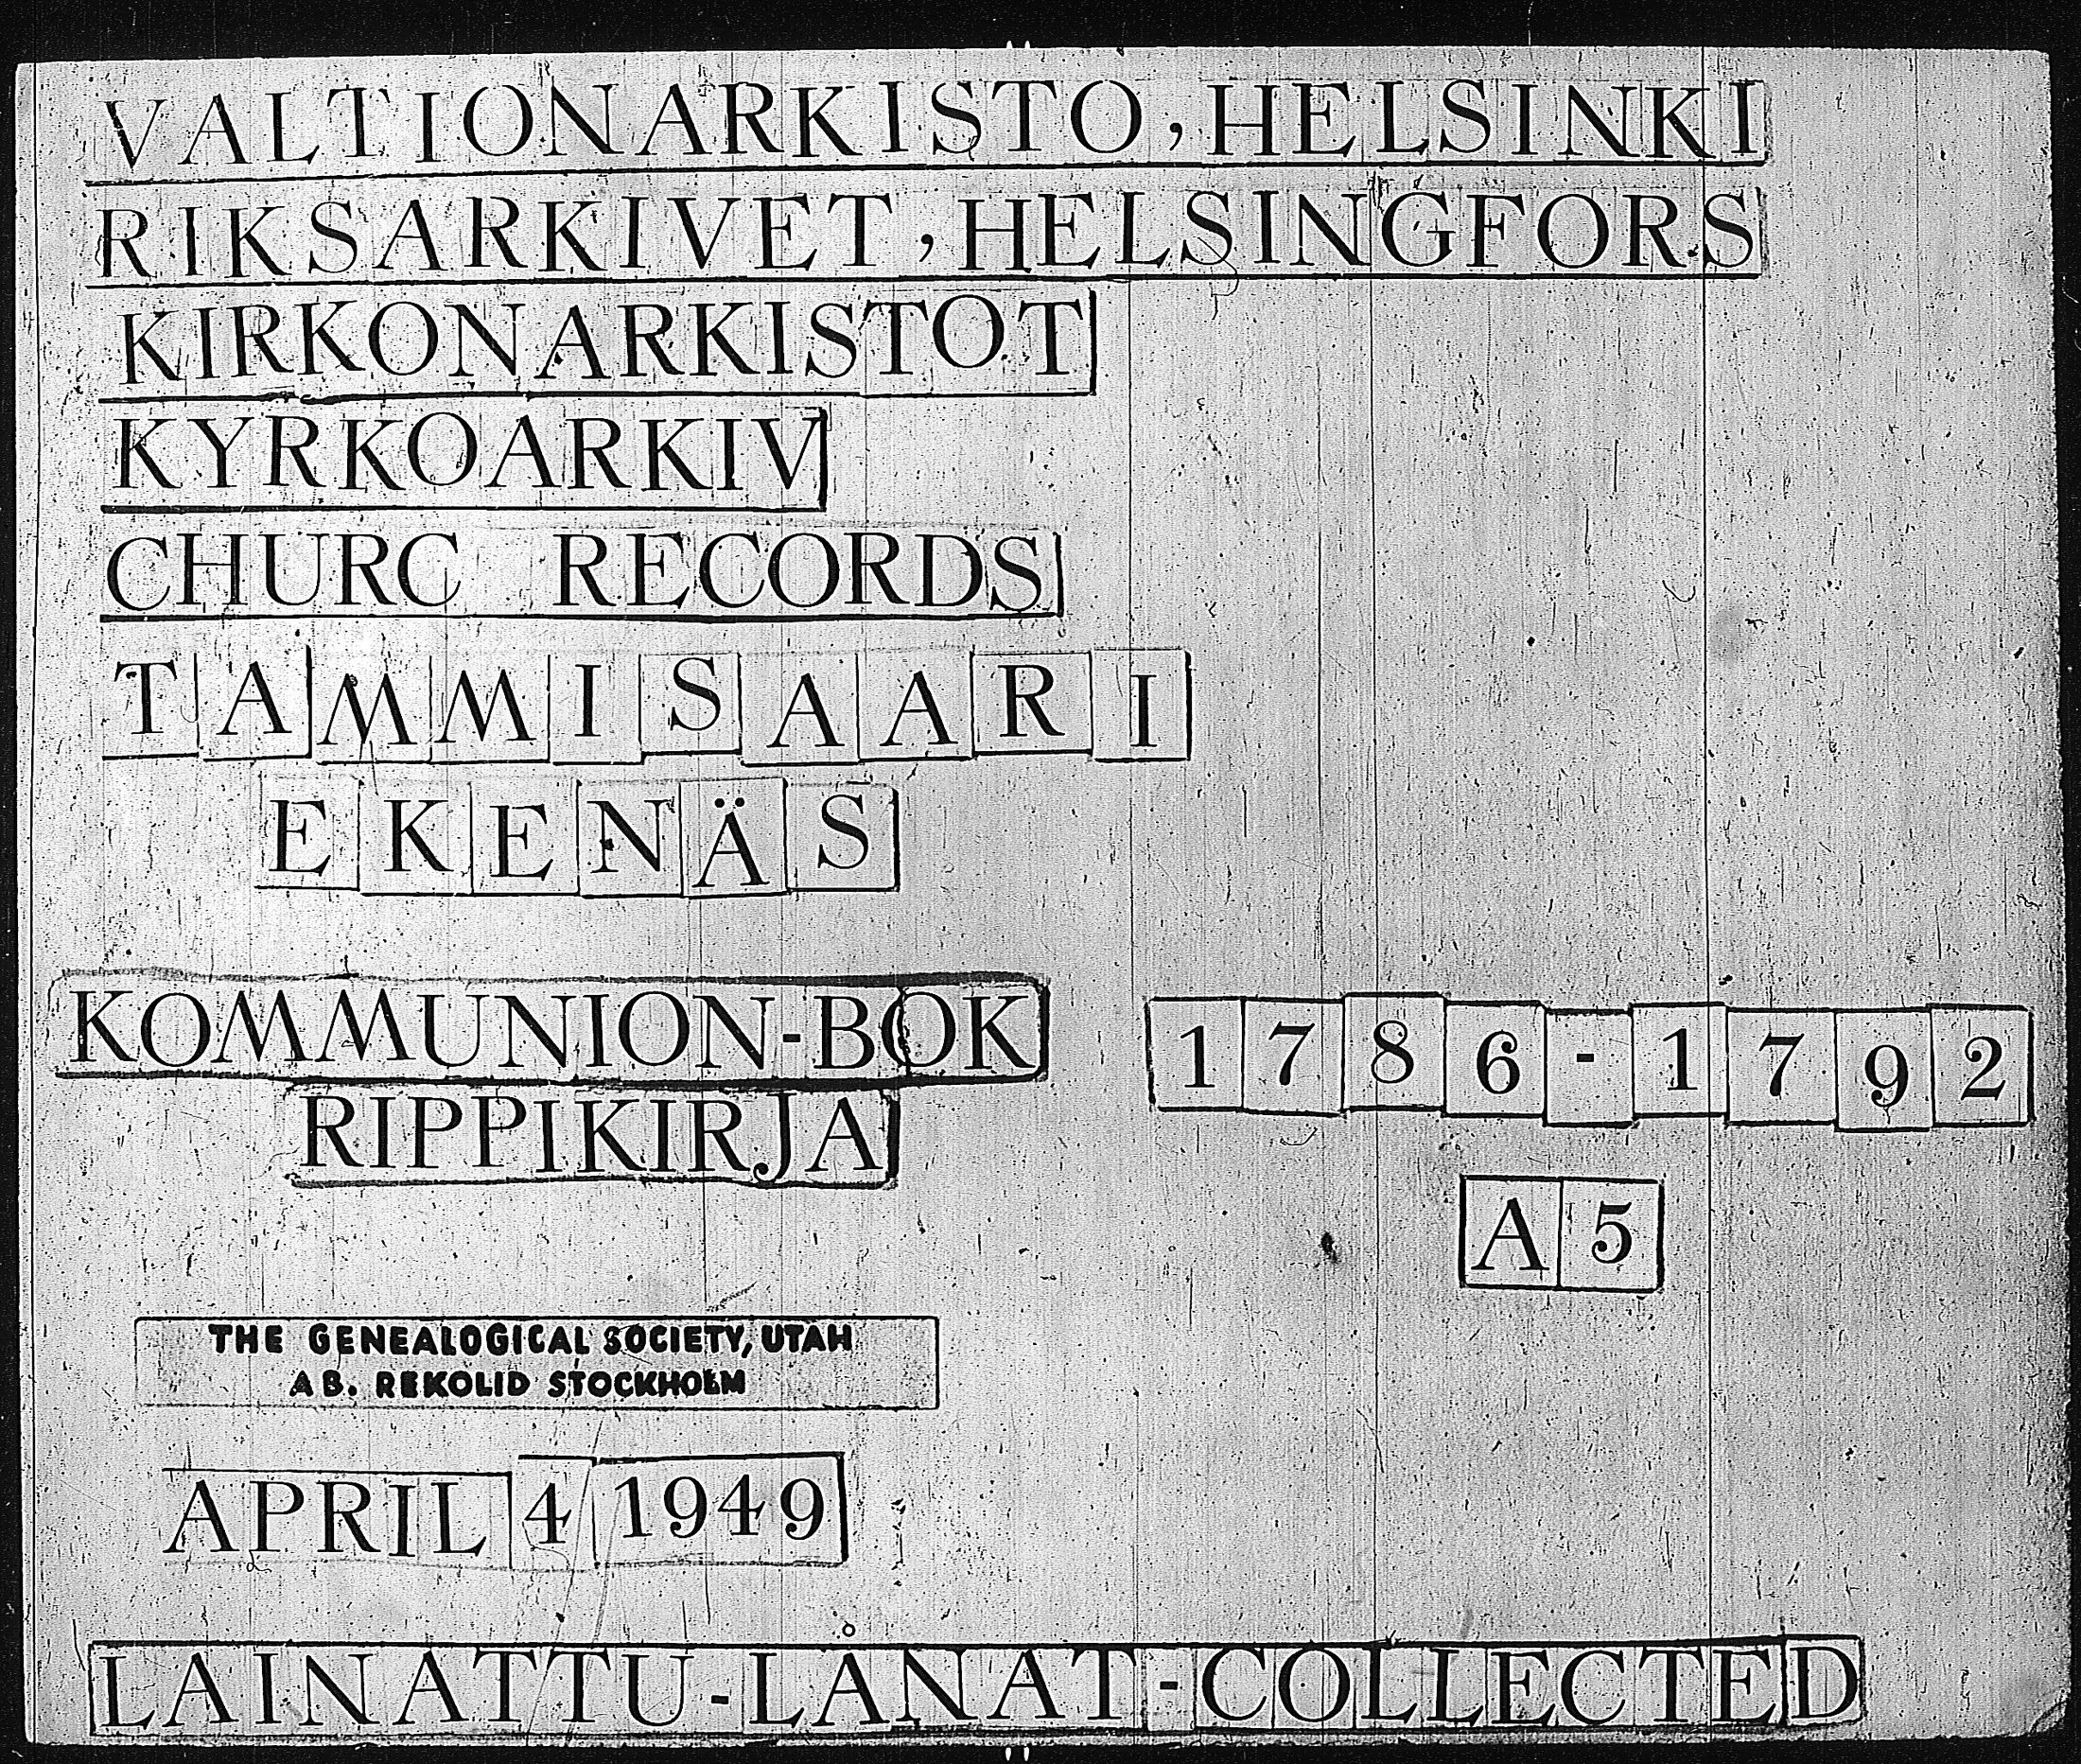 VALTIONARKISTO, HELSINKI
RIKSARKIVET, HELSINGFORS
KIRKONARKISTOT
KYRKOARKIV
CHURC RECORDS
TAMMISAARI
EKENÄS
KOMMUNION-BOK 1786-1792
RIPPIKIRJA
A5
THE GENEALOGICAL SOCIETY, UTAH
AB. REKOLID STOCKHOLM
APRIL 4 1949
LAINATTU-LÅNAT-COLLECTED